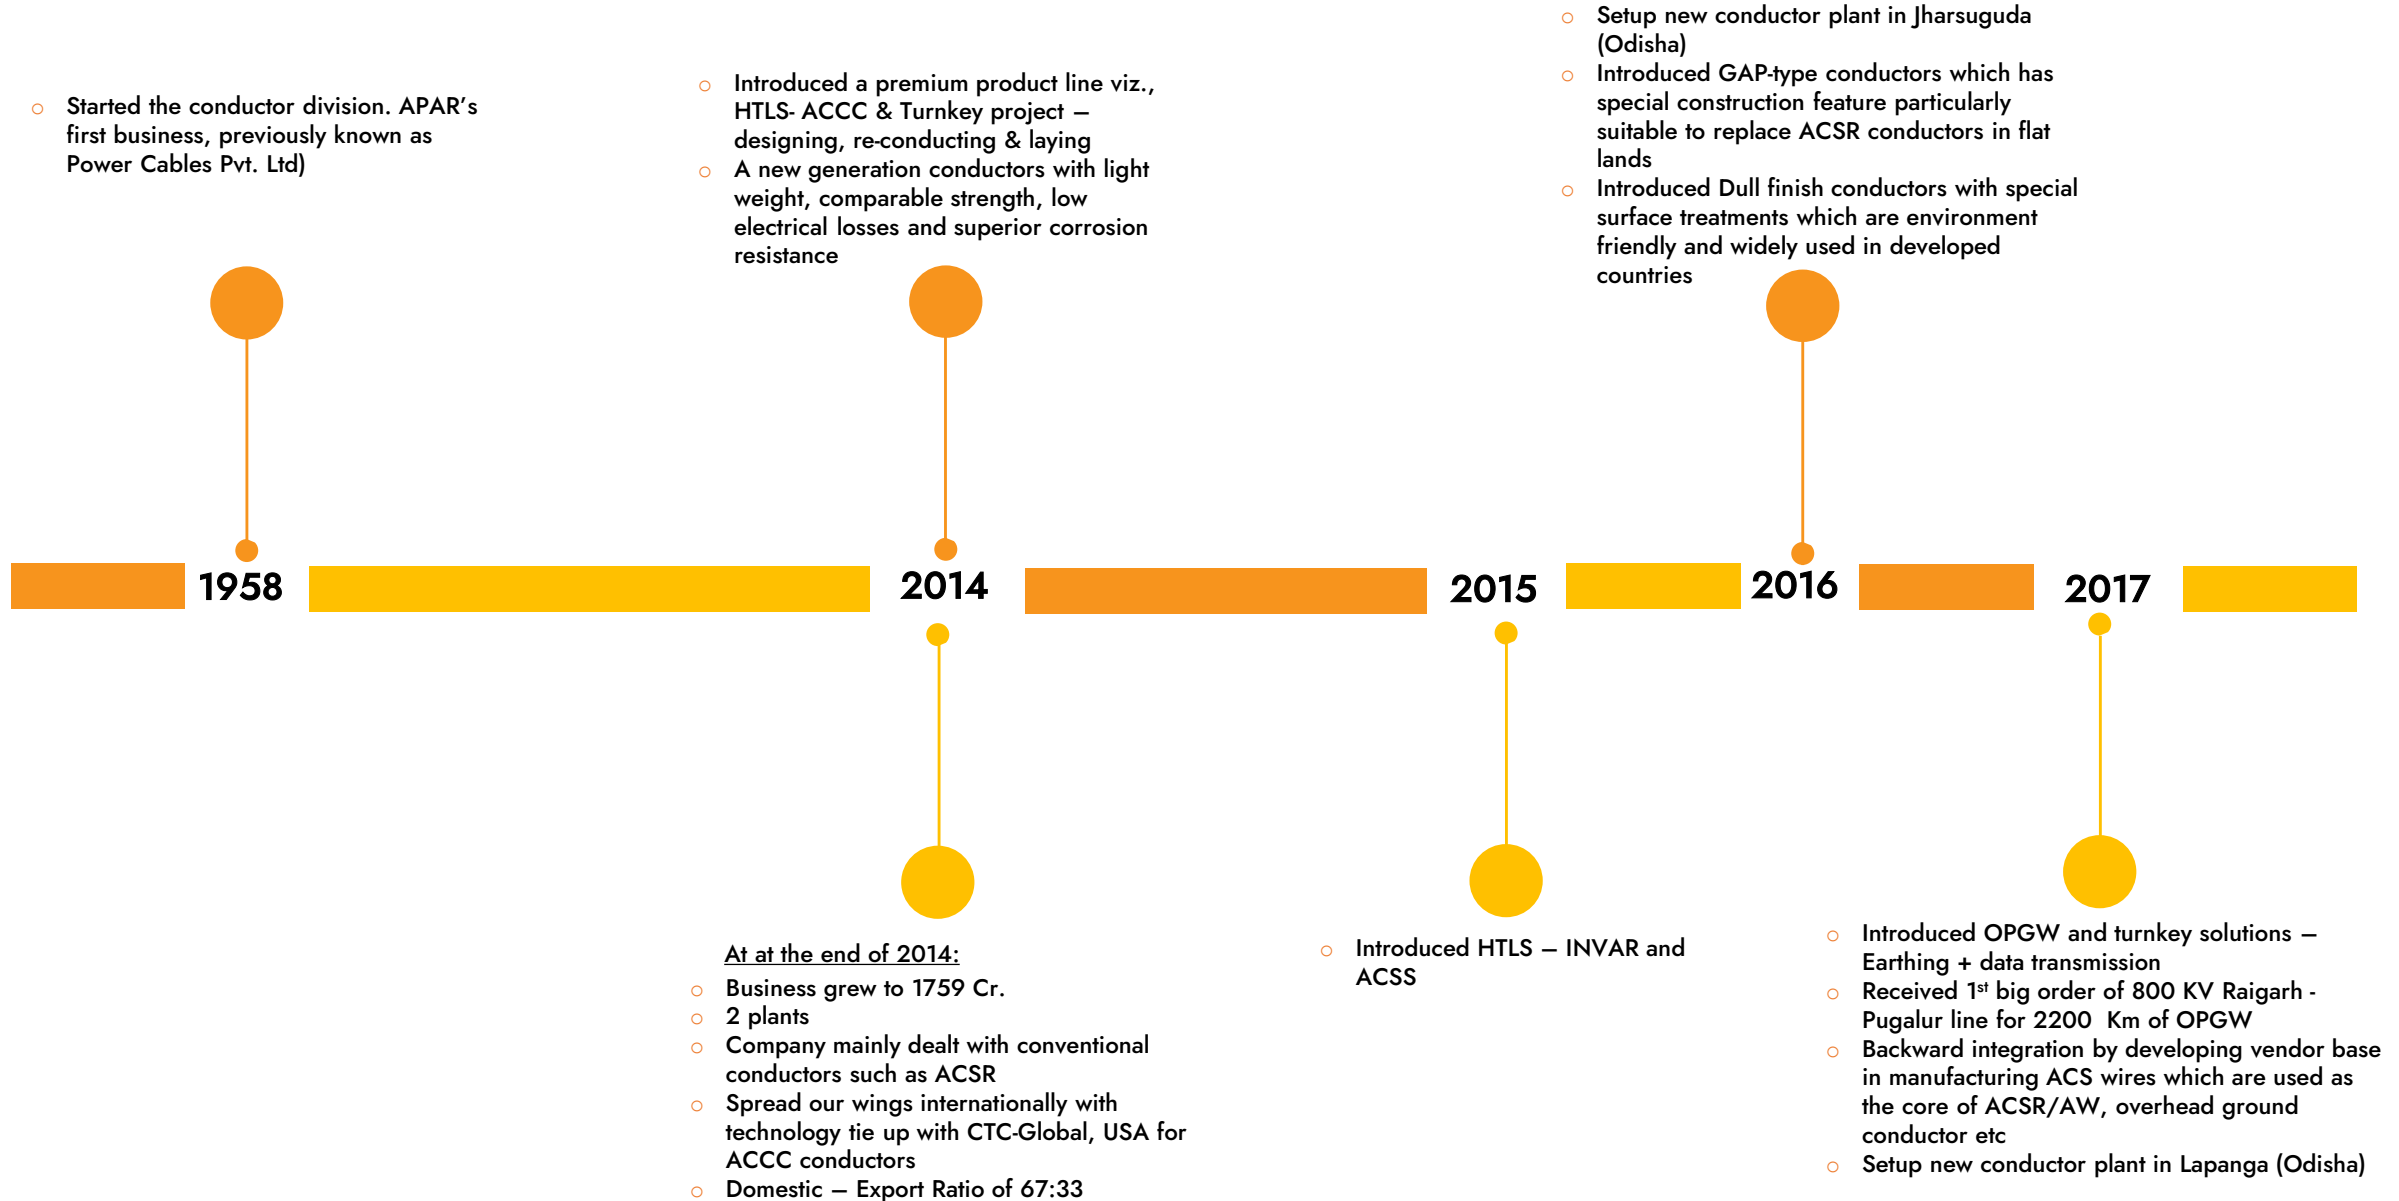 Started the conductor division. APAR's
first business, previously known as
Power Cables Pvt. Ltd)
Introduced a premium product line viz.,
HTLS- ACCC & Turnkey project –
designing, re-conducting & laying
A new generation conductors with light
weight, comparable strength, low
electrical losses and superior corrosion
resistance
Setup new conductor plant in Jharsuguda
(Odisha)
Introduced GAP-type conductors which has
special construction feature particularly
suitable to replace ACSR conductors in flat
lands
Introduced Dull finish conductors with special
surface treatments which are environment
friendly and widely used in developed
countries
1958
2014
2015
2016
2017
At at the end of 2014:
Business grew to 1759 Cr.
2 plants
Company mainly dealt with conventional
conductors such as ACSR
Spread our wings internationally with
technology tie up with CTC-Global, USA for
ACCC conductors
Domestic – Export Ratio of 67:33
Introduced HTLS – INVAR and
ACSS
Introduced OPGW and turnkey solutions –
Earthing + data transmission
Received 1st big order of 800 KV Raigarh -
Pugalur line for 2200 Km of OPGW
Backward integration by developing vendor base
in manufacturing ACS wires which are used as
the core of ACSR/AW, overhead ground
conductor etc
Setup new conductor plant in Lapanga (Odisha)